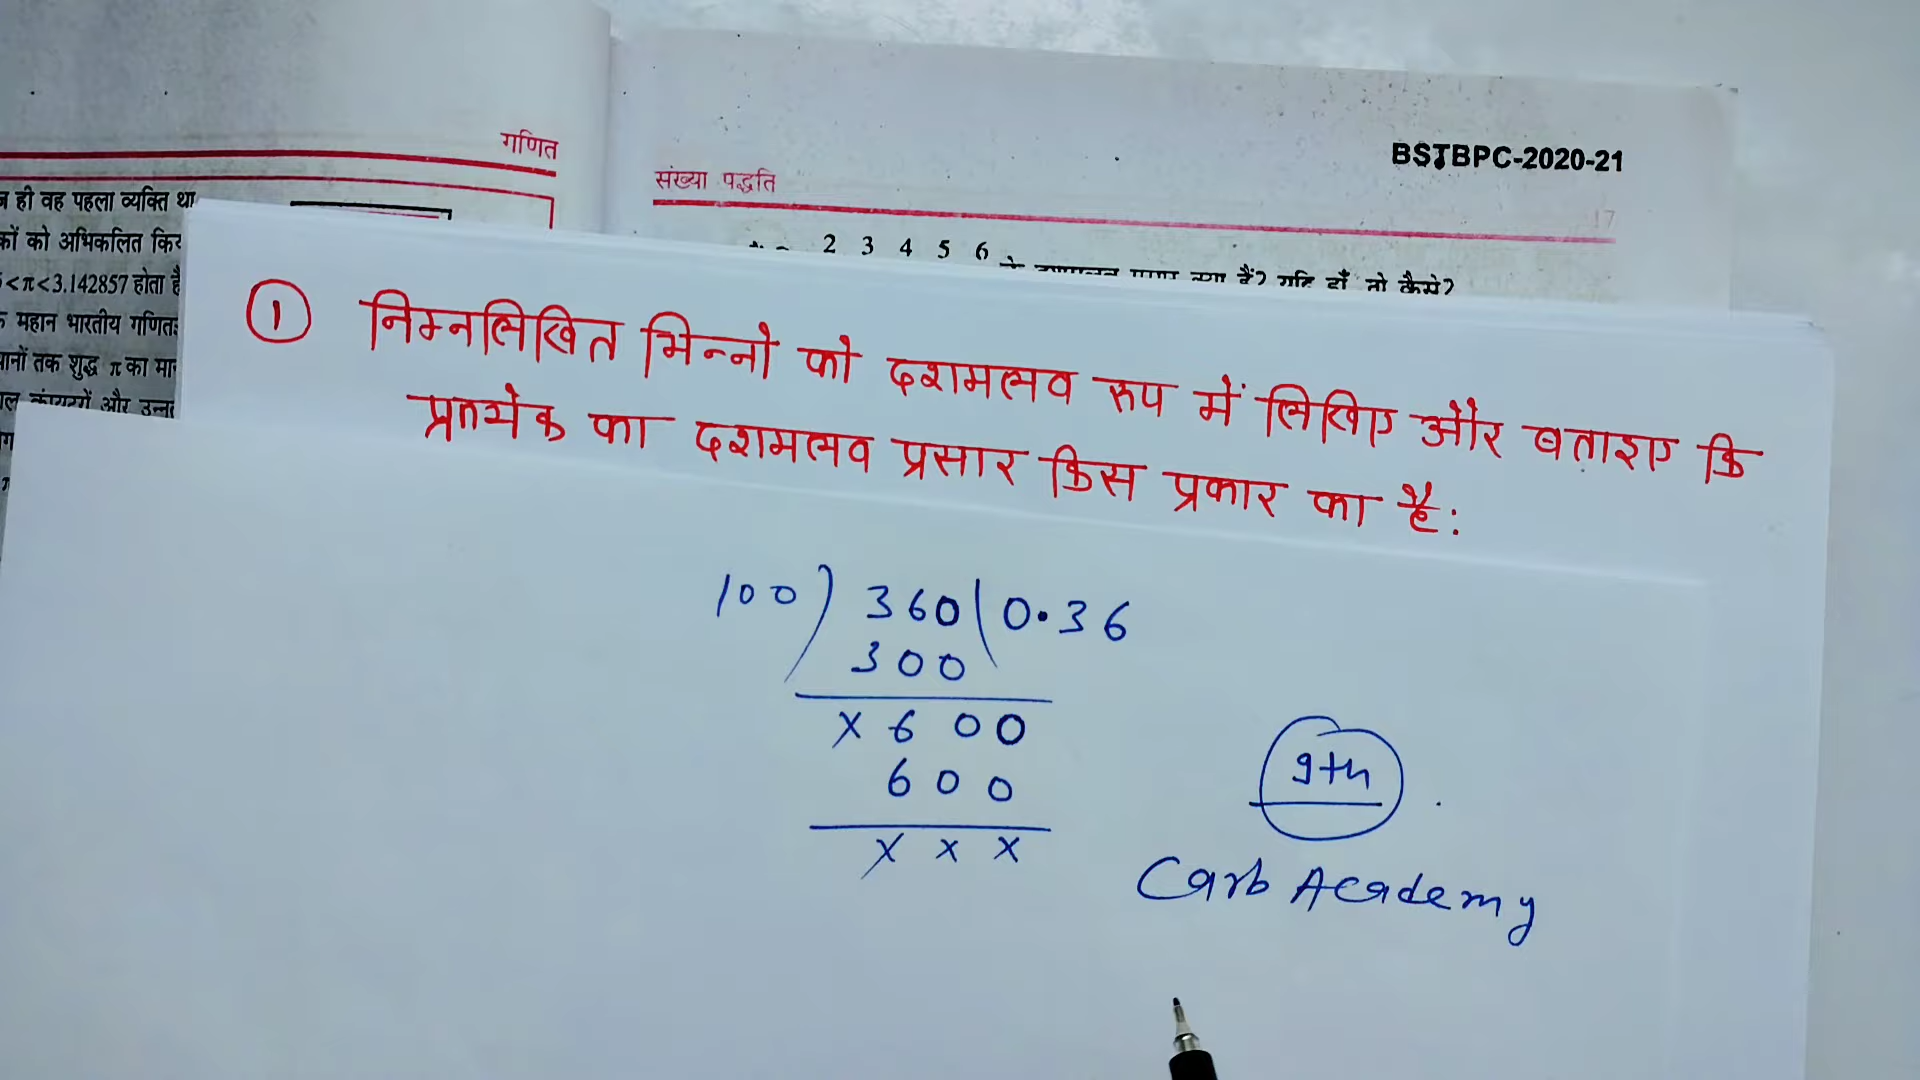 गणित
ही वह पहला व्यक्ति था
को अभिकलित
<π<3.142857 होता है
महान भारतीय
तक शुद्ध π का
और
BSTBPC-2020-21
संख्या पद्धति
17
2 3 4 5 6 हैं? यदि हाँ तो कैसे?
① निम्नलिखित भिन्नो को दशमलव रूप में लिखिए और बताइए कि
प्रत्येक का दशमलव प्रसार किस प्रकार का है:
100 ) 360 ( 0.36
300
x 6 0 0
6 0 0
x x x
9th
Carb Academy